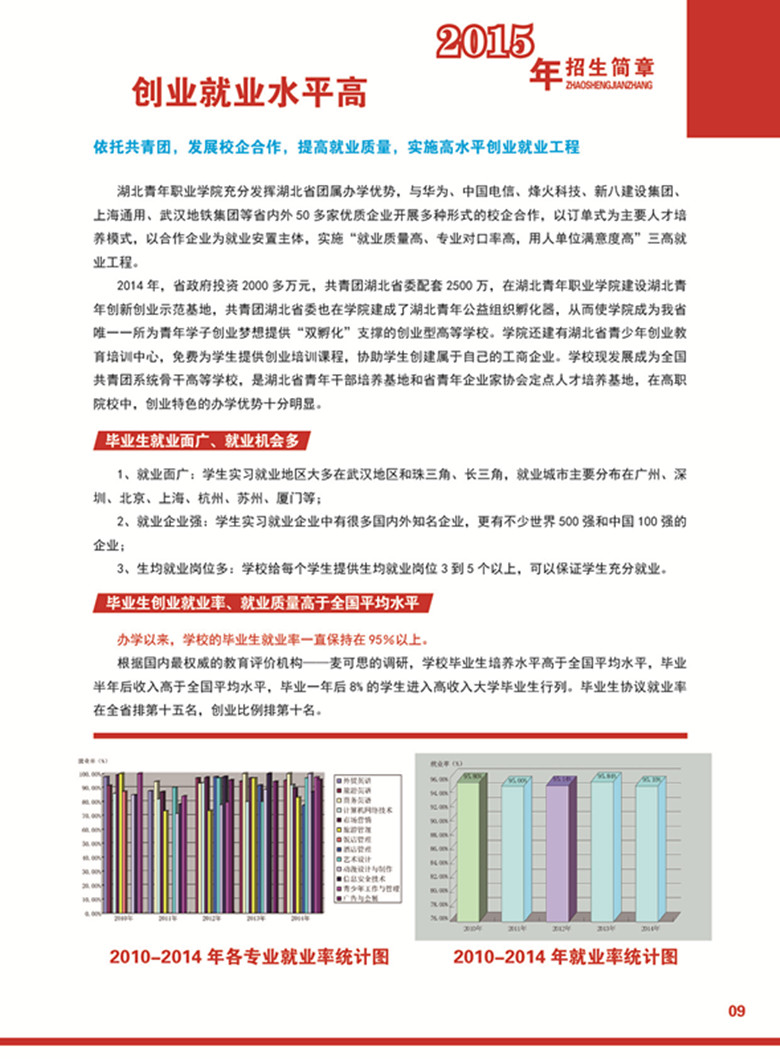 2015
年招生简章
ZHAOSHENGJIANZHANG
创业就业水平高
依托共青团，发展校企合作，提高就业质量，实施高水平创业就业工程
湖北青年职业学院充分发挥湖北省团属办学优势，与华为、中国电信、烽火科技、新八建设集团、
上海通用、武汉地铁集团等省内外 50 多家优质企业开展多种形式的校企合作，以订单式为主要人才培
养模式，以合作企业为就业安置主体，实施“就业质量高、专业对口率高，用人单位满意度高”三高就
业工程。
2014 年，省政府投资 2000 多万元，共青团湖北省委配套 2500 万，在湖北青年职业学院建设湖北青
年创新创业示范基地，共青团湖北省委也在学院建成了湖北青年公益组织孵化器，从而使学院成为我省
唯一一所为青年学子创业梦想提供“双孵化”支撑的创业型高等学校。学院还建有湖北省青少年创业教
育培训中心，免费为学生提供创业培训课程，协助学生创建属于自己的工商企业。学校现发展成为全国
共青团系统骨干高等学校，是湖北省青年干部培养基地和省青年企业家协会定点人才培养基地，在高职
院校中，创业特色的办学优势十分明显。
毕业生就业面广、就业机会多
1、就业面广：学生实习就业地区大多在武汉地区和珠三角、长三角，就业城市主要分布在广州、深
圳、北京、上海、杭州、苏州、厦门等；
2、就业企业强：学生实习就业企业中有很多国内外知名企业，更有不少世界 500 强和中国 100 强的
企业；
3、生均就业岗位多：学校给每个学生提供生均就业岗位 3 到 5 个以上，可以保证学生充分就业。
毕业生创业就业率、就业质量高于全国平均水平
办学以来，学校的毕业生就业率一直保持在 95%以上。
根据国内最权威的教育评价机构——麦可思的调研，学校毕业生培养水平高于全国平均水平，毕业
半年后收入高于全国平均水平，毕业一年后 8% 的学生进入高收入大学毕业生行列。毕业生协议就业率
在全省排第十五名，创业比例排第十名。
就业率（%）
100.00%
90.00%
80.00%
70.00%
60.00%
50.00%
40.00%
30.00%
20.00%
10.00%
0.00%
2010年 2011年 2012年 2013年 2014年
外贸英语
旅游英语
商务英语
计算机网络技术
市场营销
旅游管理
饭店管理
酒店管理
艺术设计
动漫设计与制作
信息安全技术
青少年工作与管理
广告与会展
就业率（%）
96.00%
94.00%
92.00%
90.00%
88.00%
86.00%
84.00%
82.00%
80.00%
78.00%
76.00%
2010年 2011年 2012年 2013年 2014年
2010-2014 年各专业就业率统计图
2010-2014 年就业率统计图
09